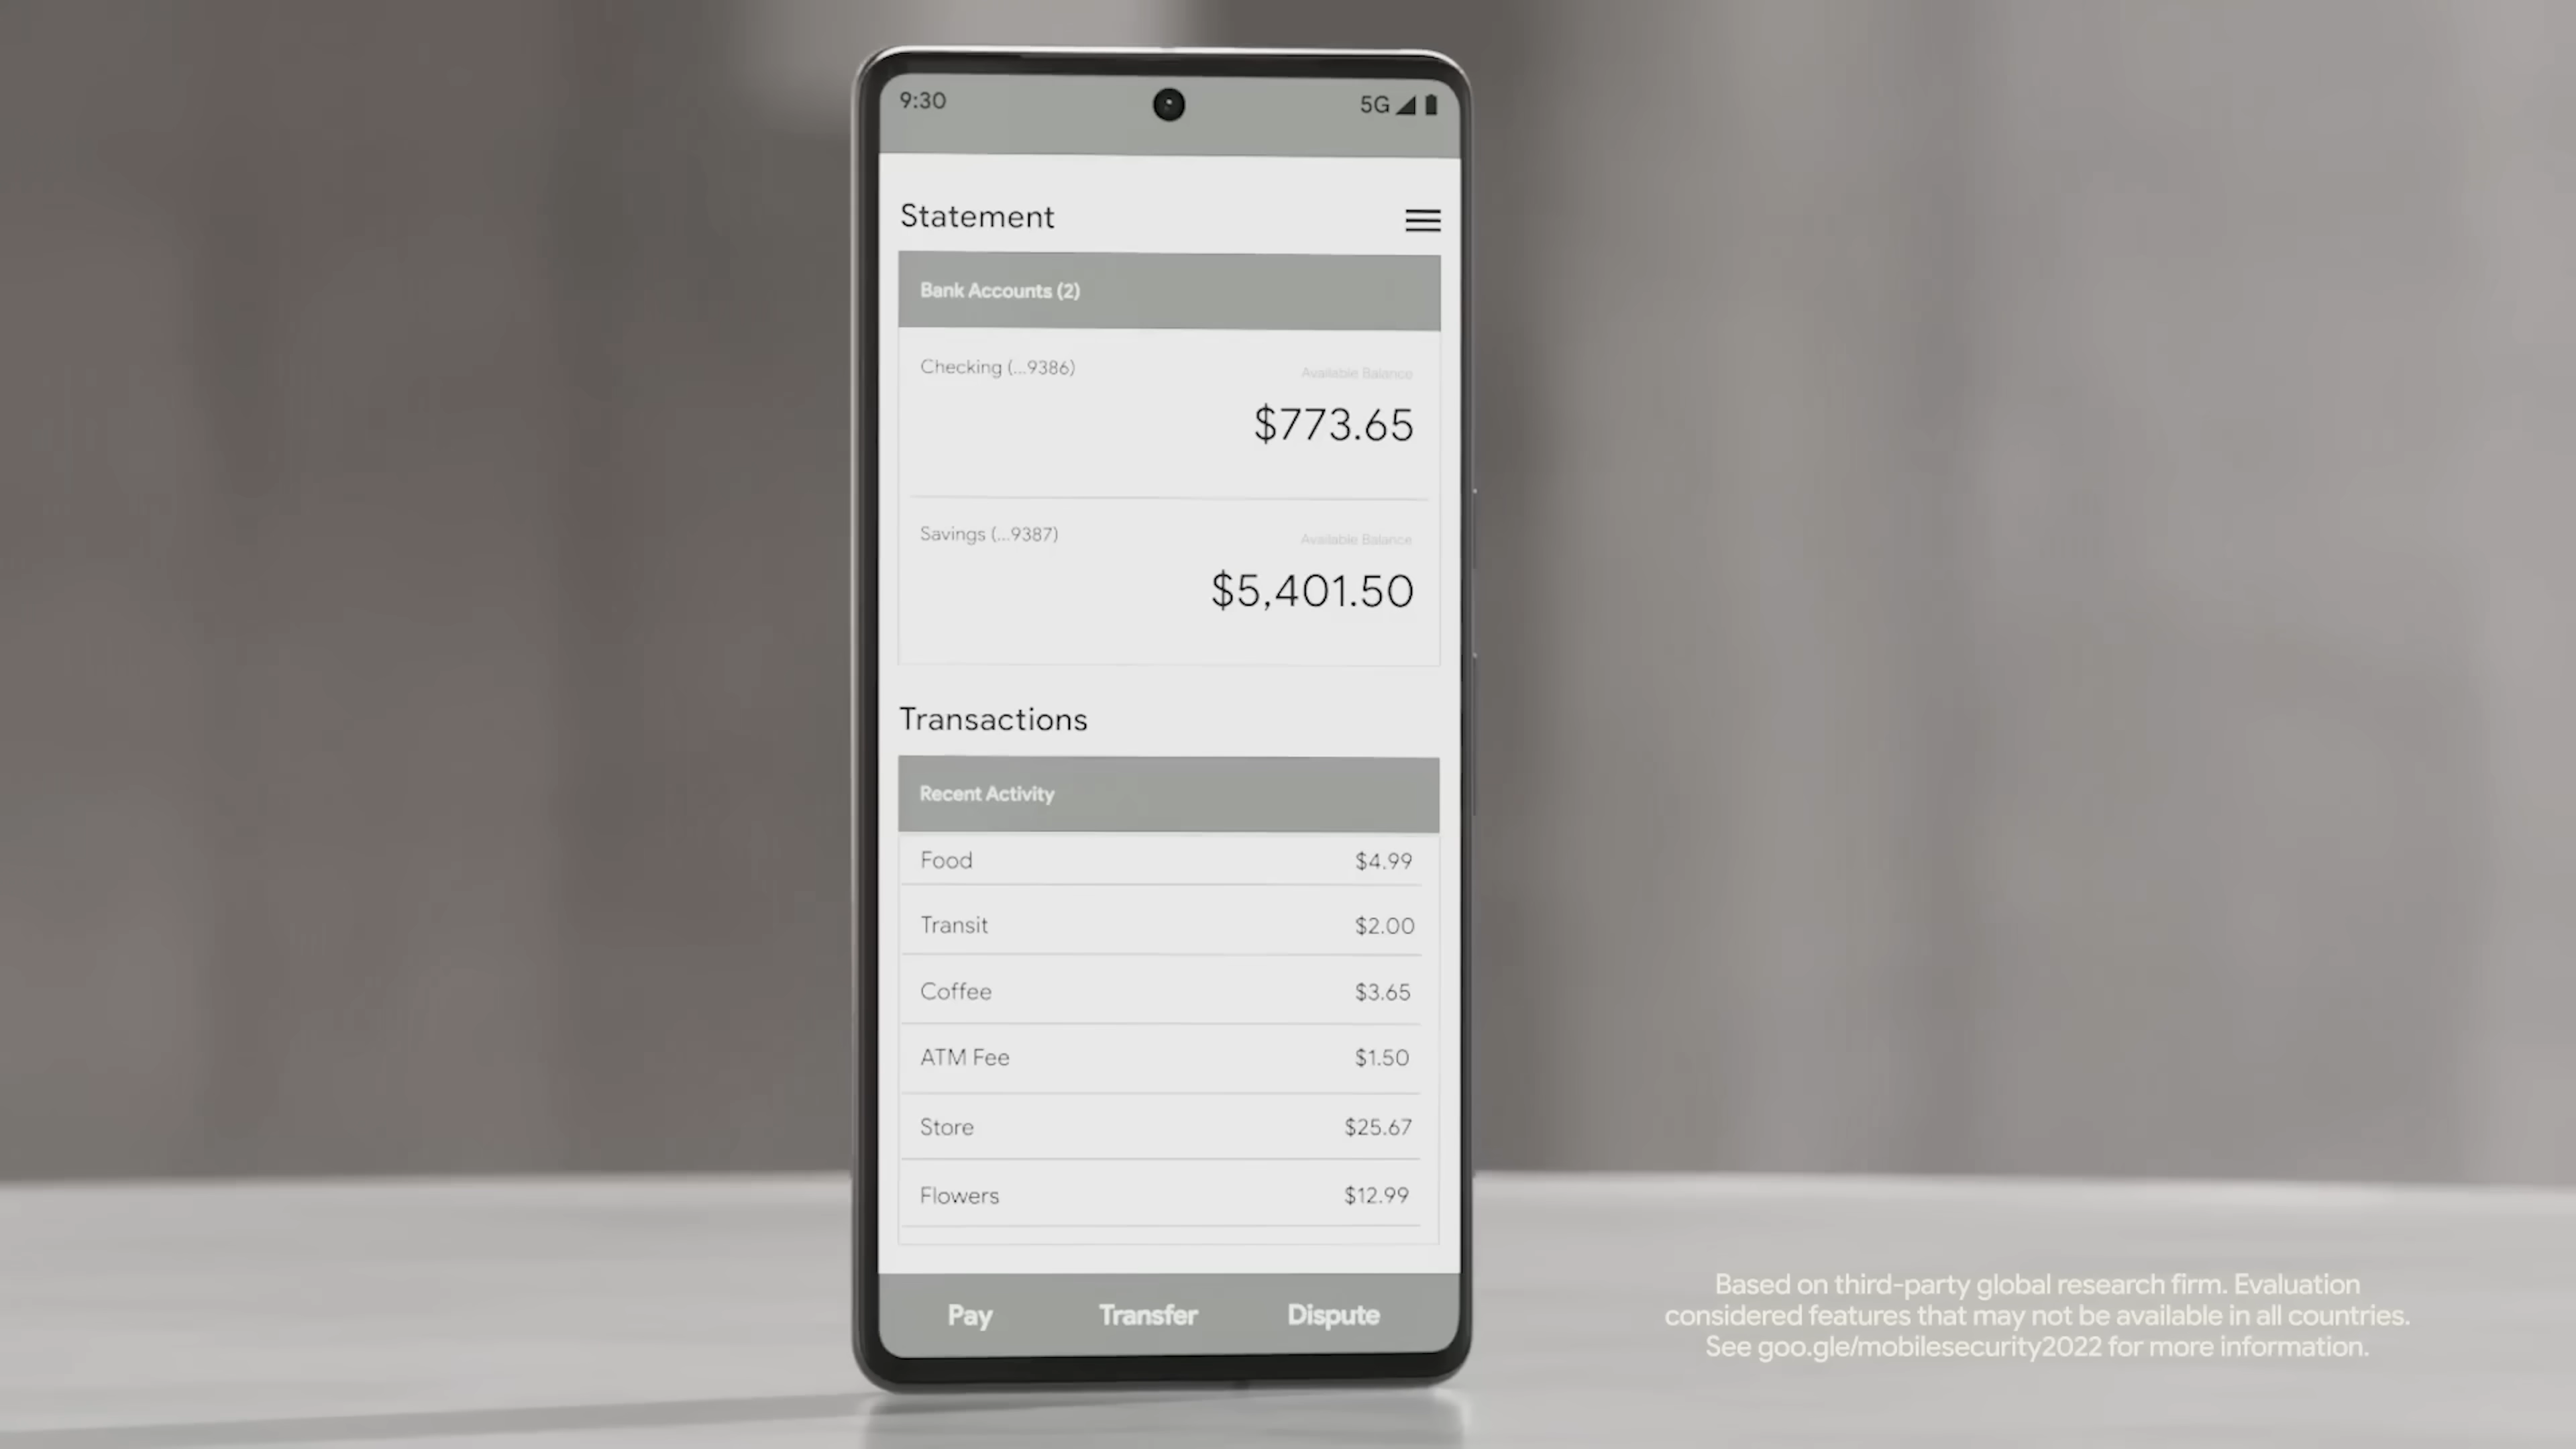 9:30
5G
Statement
Bank Accounts (2)
Checking (...9386)
Available Balance
$773.65
Savings (...9387)
Available Balance
$5,401.50
Transactions
Recent Activity
Food $4.99
Transit $2.00
Coffee $3.65
ATM Fee $1.50
Store $25.67
Flowers $12.99
Pay Transfer Dispute
Based on third-party global research firm. Evaluation
considered features that may not be available in all countries.
See goo.gle/mobilesecurity2022 for more information.